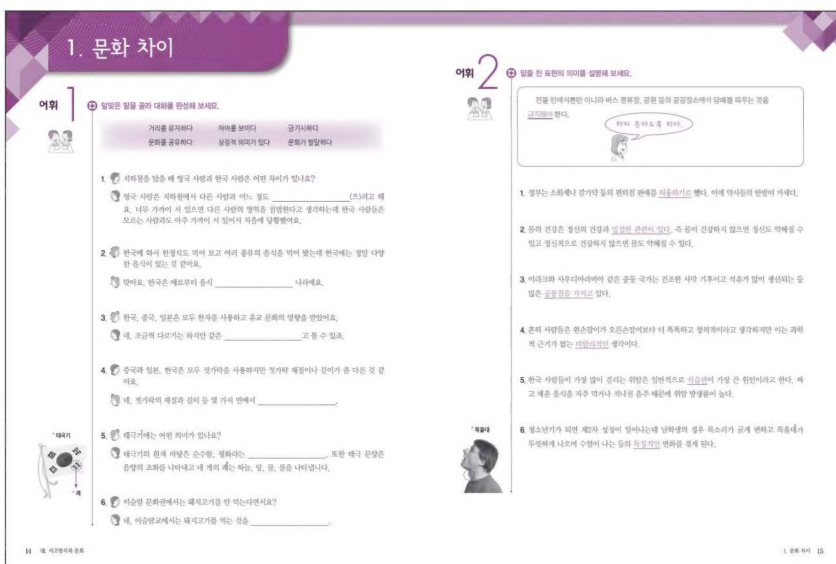 1. 문화 차이
어휘 1
알맞은 말을 골라 대화를 완성해 보세요.
거리를 유지하다 차이를 보이다 금기시하다
문화를 공유하다 상징적 의미가 있다 문화가 발달하다
1. 지하철을 탔을 때 영국 사람과 한국 사람은 어떤 차이가 있나요?
영국 사람은 지하철에서 다른 사람과 어느 정도 (으)려고 해
요. 너무 가까이 서 있으면 다른 사람의 영역을 침범한다고 생각하는데 한국 사람들은
모르는 사람과도 아주 가까이 서 있어서 처음에 당황했어요.
2. 한국에 와서 한정식도 먹어 보고 여러 종류의 음식을 먹어 봤는데 한국에는 정말 다양
한 음식이 있는 것 같아요.
맞아요. 한국은 예로부터 음식 나라예요.
3. 한국, 중국, 일본은 모두 한자를 사용하고 유교 문화의 영향을 받았어요.
네, 조금씩 다르기는 하지만 같은 고 볼 수 있죠.
4. 중국과 일본, 한국은 모두 젓가락을 사용하지만 젓가락 재질이나 길이가 좀 다른 것 같
아요.
네, 젓가락의 재질과 길이 등 몇 가지 면에서 .
5. 태극기에는 어떤 의미가 있나요?
태극기의 흰색 바탕은 순수함, 평화라는 . 또한 태극 문양은
음양의 조화를 나타내고 네 개의 괘는 하늘, 땅, 물, 불을 나타냅니다.
*태극기
*괘
6. 이슬람 문화권에서는 돼지고기를 안 먹는다면서요?
네, 이슬람교에서는 돼지고기를 먹는 것을 .
14 Ⅶ. 사고방식과 문화
어휘 2
밑줄 친 표현의 의미를 설명해 보세요.
건물 안에서뿐만 아니라 버스 정류장, 공원 등의 공공장소에서 담배를 피우는 것을
금지해야 한다.
하지 못하도록 하다.
1. 정부는 소화제나 감기약 등의 편의점 판매를 허용하기로 했다. 이에 약사들의 반발이 거세다.
2. 몸의 건강은 정신의 건강과 밀접한 관련이 있다. 즉 몸이 건강하지 않으면 정신도 약해질 수
있고 정신적으로 건강하지 않으면 몸도 약해질 수 있다.
3. 이라크와 사우디아라비아 같은 중동 국가는 건조한 사막 기후이고 석유가 많이 생산되는 등
많은 공통점을 가지고 있다.
4. 흔히 사람들은 왼손잡이가 오른손잡이보다 더 똑똑하고 창의적이라고 생각하지만 이는 과학
적 근거가 없는 비합리적인 생각이다.
5. 한국 사람들이 가장 많이 걸리는 위암은 일반적으로 식습관이 가장 큰 원인이라고 한다. 짜
고 매운 음식을 자주 먹거나 지나친 음주 때문에 위암 발생률이 높다.
6. 청소년기가 되면 제2차 성장이 일어나는데 남학생의 경우 목소리가 굵게 변하고 목울대가
뚜렷하게 나오며 수염이 나는 등의 특징적인 변화를 겪게 된다.
*목울대
1. 문화 차이 15